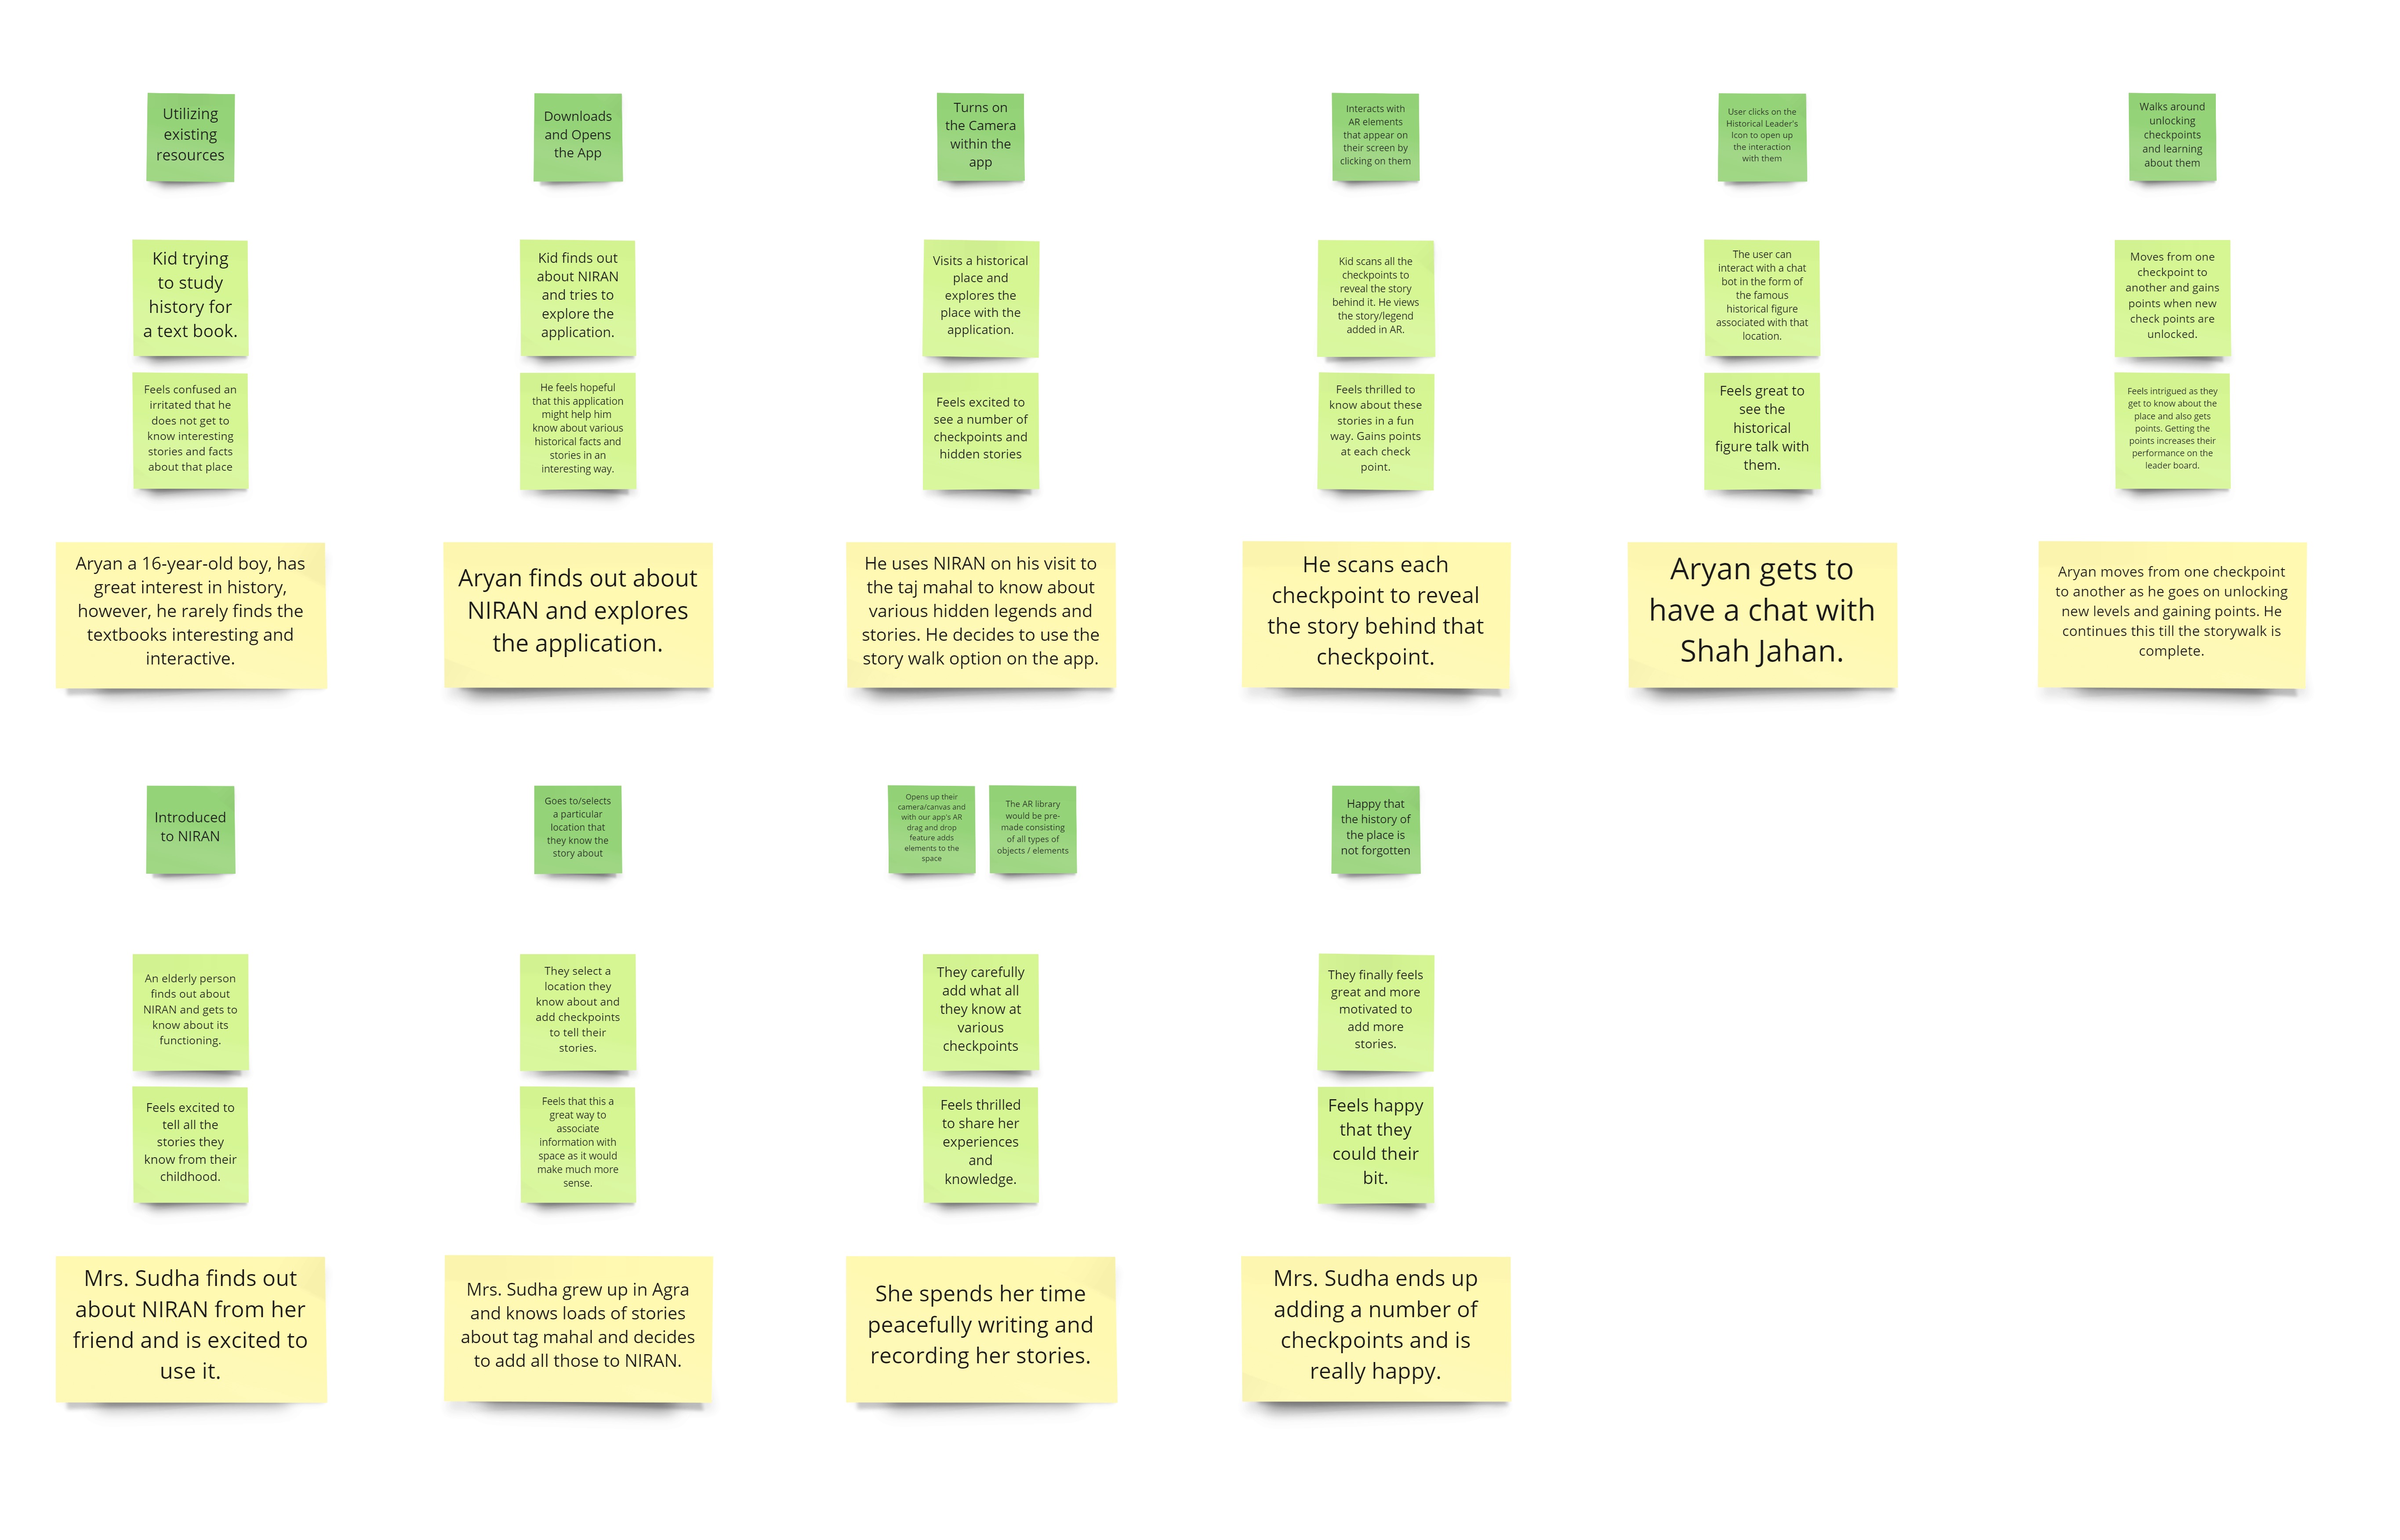 Utilizing
existing
resources
Downloads
and Opens
the App
Turns on
the Camera
within the
app
Interacts with
AR elements
that appear on
their screen by
clicking on them
User clicks on the
Historical Leader's
Icon to open up
the interaction
with them
Walks around
unlocking
checkpoints
and learning
about them
Kid trying
to study
history for
a text book.
Kid finds out
about NIRAN
and tries to
explore the
application.
Visits a historical
place and
explores the
place with the
application.
Kid scans all the
checkpoints to
reveal the story
behind it. He views
the story/legend
added in AR.
The user can
interact with a chat
bot in the form of
the famous
historical figure
associated with that
location.
Moves from one
checkpoint to
another and gains
points when new
check points are
unlocked.
Feels confused an
irritated that he
does not get to
know interesting
stories and facts
about that place
He feels hopeful
that this application
might help him
know about various
historical facts and
stories in an
interesting way.
Feels excited to
see a number of
checkpoints and
hidden stories
Feels thrilled to
know about these
stories in a fun
way. Gains points
at each check
point.
Feels great to
see the
historical
figure talk with
them.
Feels intrigued as they
get to know about the
place and also gets
points. Getting the
points increases their
performance on the
leader board.
Aryan a 16-year-old boy, has
great interest in history,
however, he rarely finds the
textbooks interesting and
interactive.
Aryan finds out about
NIRAN and explores
the application.
He uses NIRAN on his visit to
the taj mahal to know about
various hidden legends and
stories. He decides to use the
story walk option on the app.
He scans each
checkpoint to reveal
the story behind that
checkpoint.
Aryan gets to
have a chat with
Shah Jahan.
Aryan moves from one checkpoint
to another as he goes on unlocking
new levels and gaining points. He
continues this till the storywalk is
complete.
Introduced
to NIRAN
Goes to/selects
a particular
location that
they know the
story about
Opens up their
camera/canvas and
with our app's AR
drag and drop
feature adds
elements to the
space
The AR library
would be pre-
made consisting
of all types of
objects / elements
Happy that
the history of
the place is
not forgotten
An elderly person
finds out about
NIRAN and gets to
know about its
functioning.
They select a
location they
know about and
add checkpoints
to tell their
stories.
They carefully
add what all
they know at
various
checkpoints
They finally feels
great and more
motivated to
add more
stories.
Feels excited to
tell all the
stories they
know from their
childhood.
Feels that this a
great way to
associate
information with
space as it would
make much more
sense.
Feels thrilled
to share her
experiences
and
knowledge.
Feels happy
that they
could their
bit.
Mrs. Sudha finds out
about NIRAN from her
friend and is excited to
use it.
Mrs. Sudha grew up in Agra
and knows loads of stories
about tag mahal and decides
to add all those to NIRAN.
She spends her time
peacefully writing and
recording her stories.
Mrs. Sudha ends up
adding a number of
checkpoints and is
really happy.